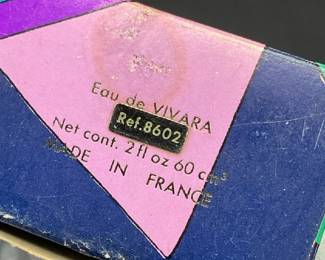 Eau de VIVARA
Ref.8602
Net cont. 2 fl oz 60 cm³
MADE IN FRANCE